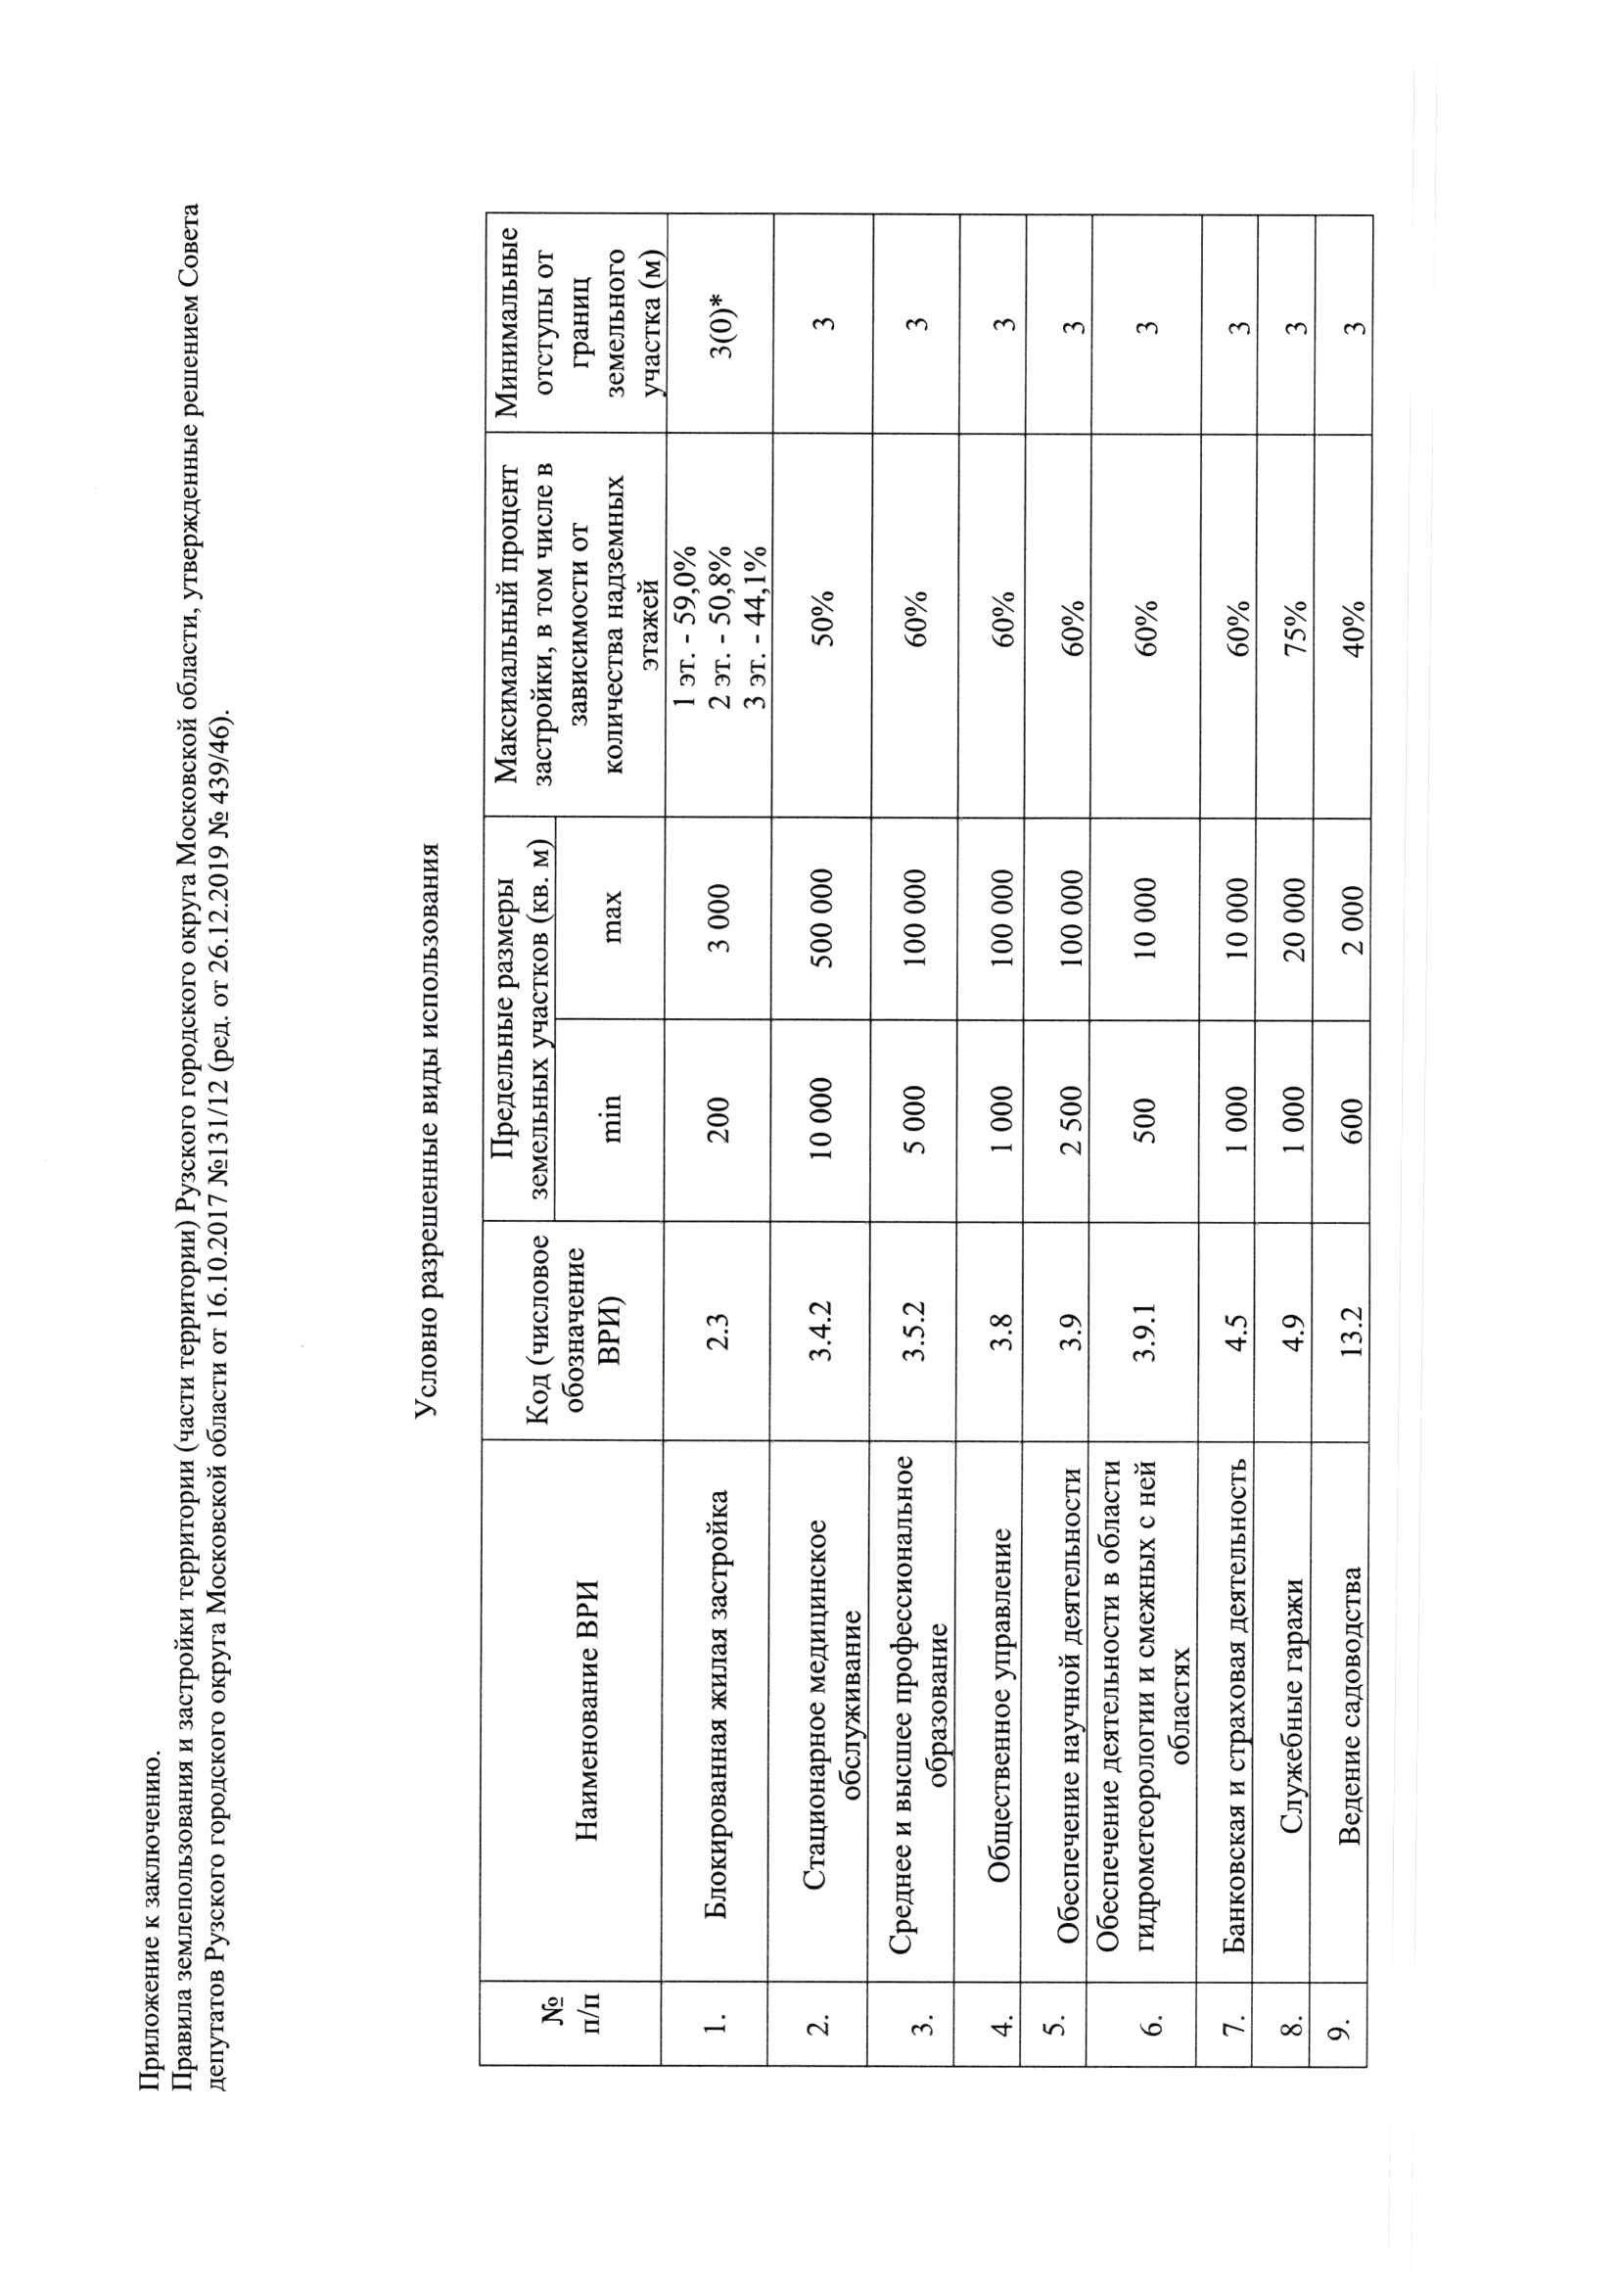 Приложение к заключению.
Правила землепользования и застройки территории (части территории) Рузского городского округа Московской области, утвержденные решением Совета
депутатов Рузского городского округа Московской области от 16.10.2017 №131/12 (ред. от 26.12.2019 № 439/46).
Условно разрешенные виды использования
№
п/п
Наименование ВРИ
Код (числовое
обозначение
ВРИ)
Предельные размеры
земельных участков (кв. м)
min
max
Максимальный процент
застройки, в том числе в
зависимости от
количества надземных
этажей
Минимальные
отступы от
границ
земельного
участка (м)
1.
Блокированная жилая застройка
2.3
200
3 000
1 эт. - 59,0%
2 эт. - 50,8%
3 эт. - 44,1%
3(0)*
2.
Стационарное медицинское
обслуживание
3.4.2
10 000
500 000
50%
3
3.
Среднее и высшее профессиональное
образование
3.5.2
5 000
100 000
60%
3
4.
Общественное управление
3.8
1 000
100 000
60%
3
5.
Обеспечение научной деятельности
3.9
2 500
100 000
60%
3
6.
Обеспечение деятельности в области
гидрометеорологии и смежных с ней
областях
3.9.1
500
10 000
60%
3
7.
Банковская и страховая деятельность
4.5
1 000
10 000
60%
3
8.
Служебные гаражи
4.9
1 000
20 000
75%
3
9.
Ведение садоводства
13.2
600
2 000
40%
3